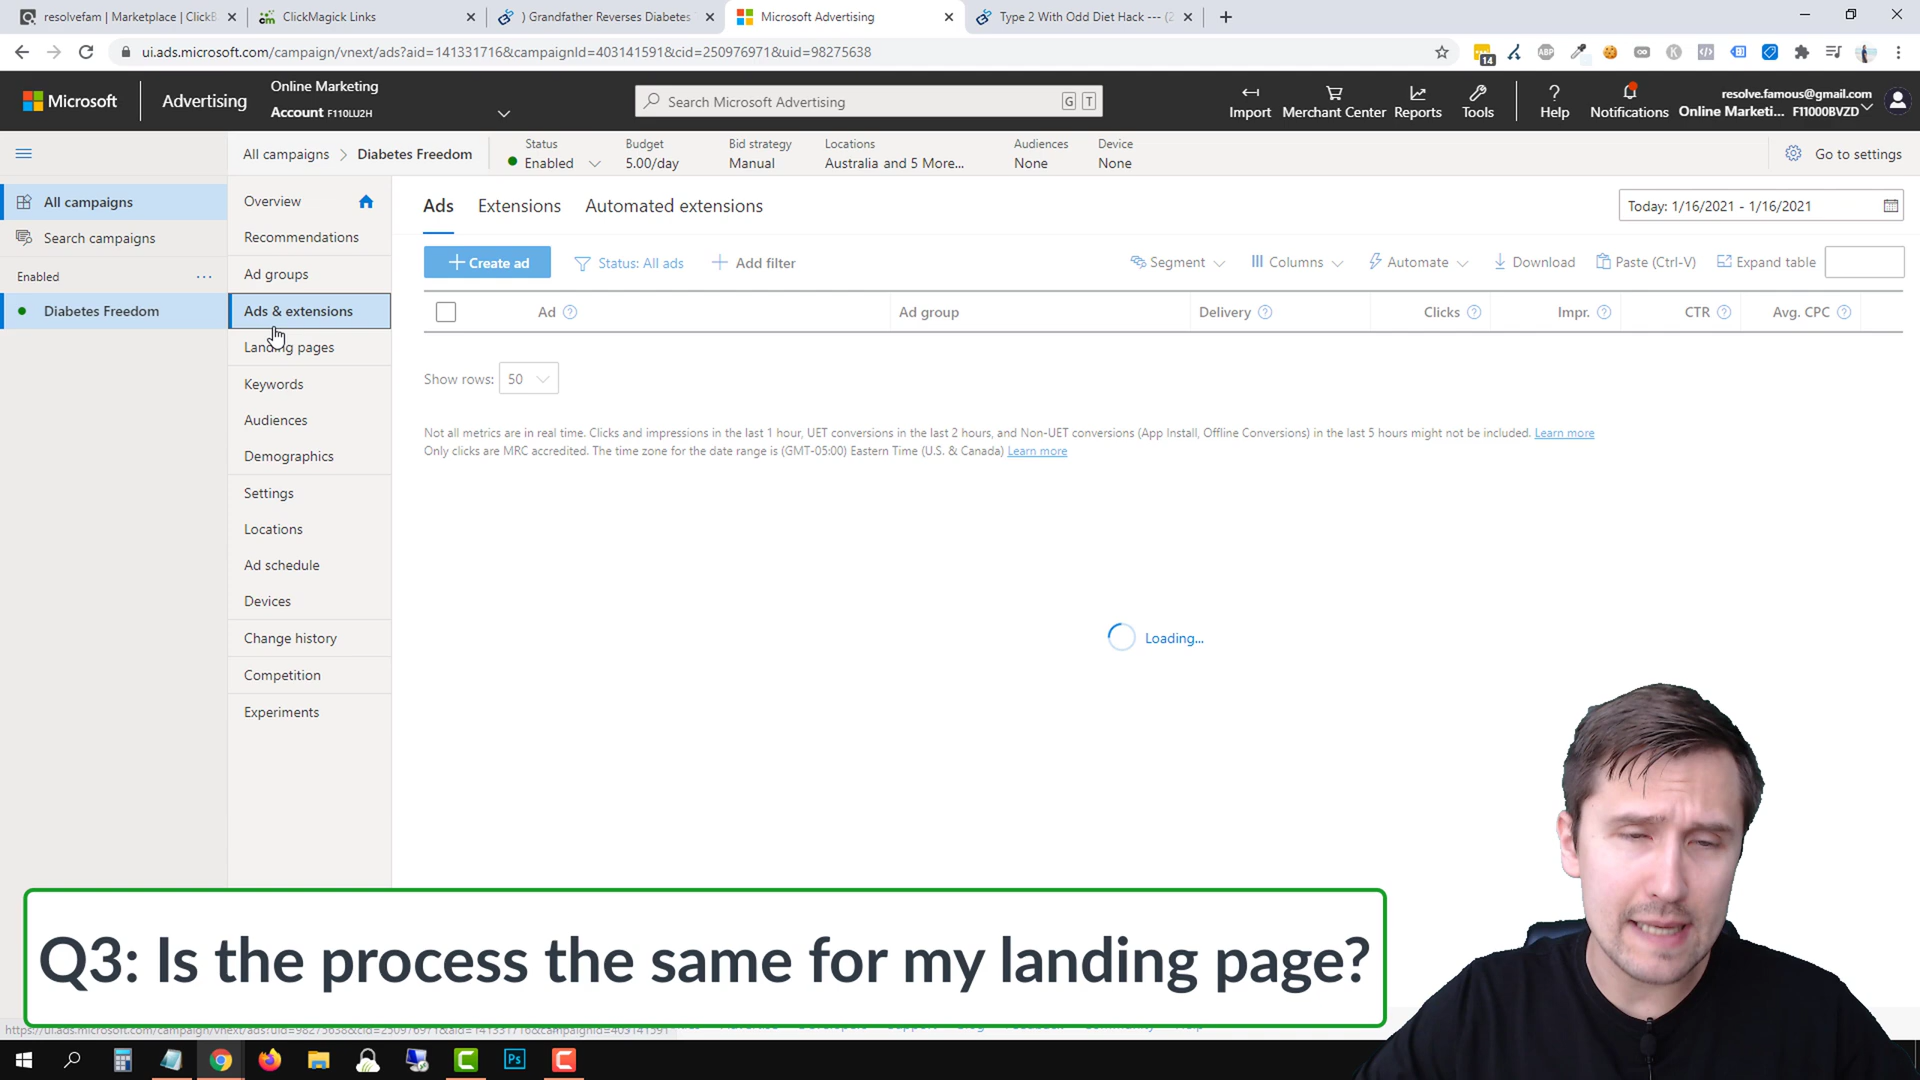 resolvefam | Marketplace | ClickB
ClickMagick Links
) Grandfather Reverses Diabetes
Microsoft Advertising
Type 2 With Odd Diet Hack --- (2
ui.ads.microsoft.com/campaign/vnext/ads?aid=141331716&campaignId=403141591&cid=250976971&uid=98275638
14
ABP
Microsoft
Advertising
Online Marketing
Account F110LU2H
Search Microsoft Advertising
G T
Import
Merchant Center
Reports
Tools
Help
Notifications
resolve.famous@gmail.com
Online Marketi... F11000BVZD
All campaigns
Diabetes Freedom
Status
Enabled
Budget
5.00/day
Bid strategy
Manual
Locations
Australia and 5 More...
Audiences
None
Device
None
Go to settings
All campaigns
Search campaigns
Enabled
...
Diabetes Freedom
Overview
Recommendations
Ad groups
Ads & extensions
Landing pages
Keywords
Audiences
Demographics
Settings
Locations
Ad schedule
Devices
Change history
Competition
Experiments
Ads
Extensions
Automated extensions
Today: 1/16/2021 - 1/16/2021
Create ad
Status: All ads
Add filter
Segment
Columns
Automate
Download
Paste (Ctrl-V)
Expand table
Ad
Ad group
Delivery
Clicks
Impr.
CTR
Avg. CPC
Show rows: 50
Not all metrics are in real time. Clicks and impressions in the last 1 hour, UET conversions in the last 2 hours, and Non-UET conversions (App Install, Offline Conversions) in the last 5 hours might not be included. Learn more
Only clicks are MRC accredited. The time zone for the date range is (GMT-05:00) Eastern Time (U.S. & Canada) Learn more
Loading...
Q3: Is the process the same for my landing page?
Ps